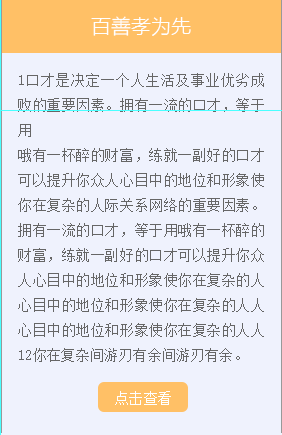 百善孝为先
1口才是决定一个人生活及事业优劣成
败的重要因素。拥有一流的口才，等于
用
哦有一杯醉的财富，练就一副好的口才
可以提升你众人心目中的地位和形象使
你在复杂的人际关系网络的重要因素。
拥有一流的口才，等于用哦有一杯醉的
财富，练就一副好的口才可以提升你众
人心目中的地位和形象使你在复杂的人
心目中的地位和形象使你在复杂的人人
心目中的地位和形象使你在复杂的人人
12你在复杂间游刃有余间游刃有余。
点击查看